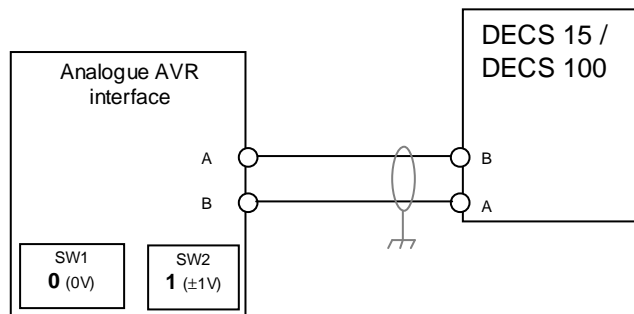 Analogue AVR
interface
A
B
SW1
0 (0V)
SW2
1 (±1V)
DECS 15 /
DECS 100
B
A